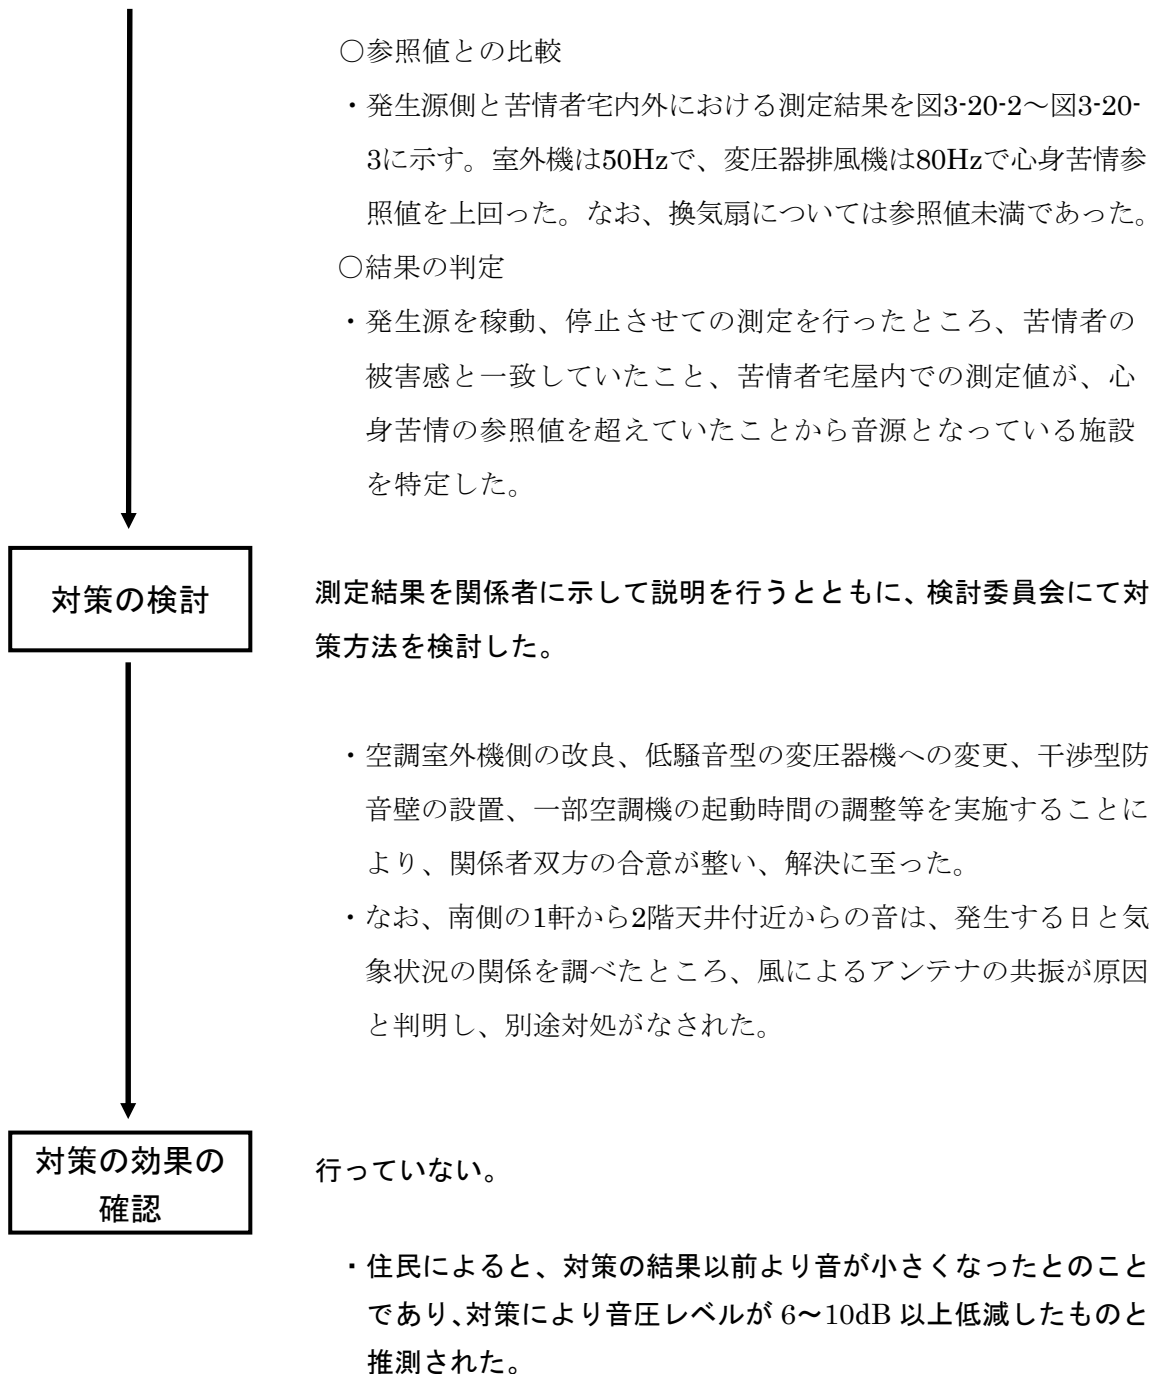 ○参照値との比較
・発生源側と苦情者宅内外における測定結果を図3-20-2～図3-20-
3に示す。室外機は50Hzで、変圧器排風機は80Hzで心身苦情参
照値を上回った。なお、換気扇については参照値未満であった。
○結果の判定
・発生源を稼動、停止させての測定を行ったところ、苦情者の
被害感と一致していたこと、苦情者宅屋内での測定値が、心
身苦情の参照値を超えていたことから音源となっている施設
を特定した。
対策の検討
測定結果を関係者に示して説明を行うとともに、検討委員会にて対
策方法を検討した。
・空調室外機側の改良、低騒音型の変圧器機への変更、干渉型防
音壁の設置、一部空調機の起動時間の調整等を実施することに
より、関係者双方の合意が整い、解決に至った。
・なお、南側の1軒から2階天井付近からの音は、発生する日と気
象状況の関係を調べたところ、風によるアンテナの共振が原因
と判明し、別途対処がなされた。
対策の効果の
確認
行っていない。
・住民によると、対策の結果以前より音が小さくなったとのこと
であり、対策により音圧レベルが 6～10dB 以上低減したものと
推測された。